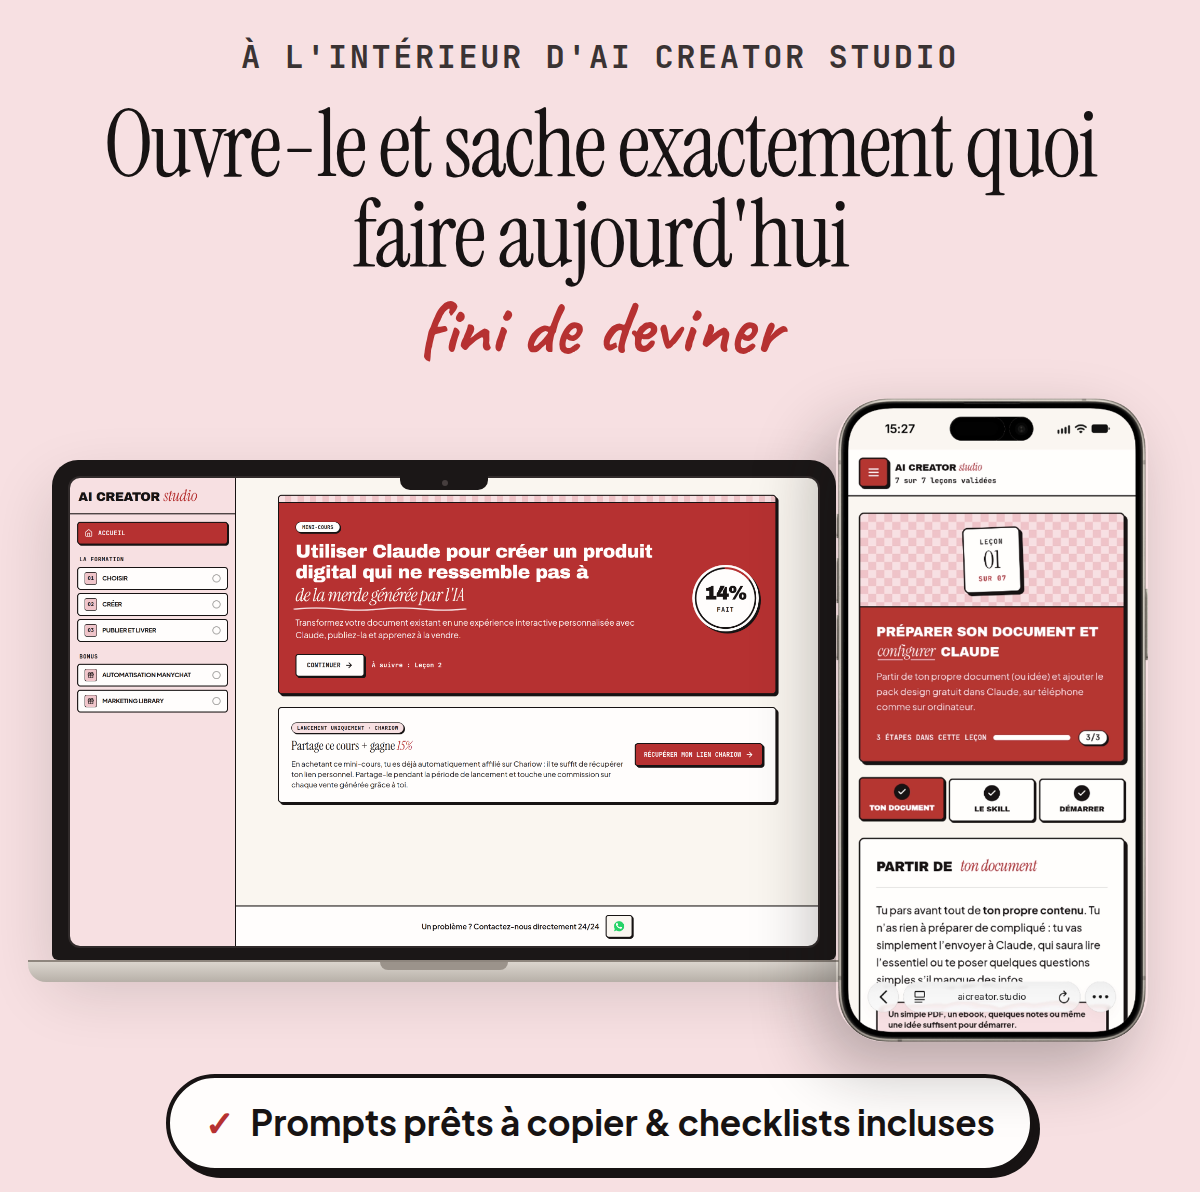 À L'INTÉRIEUR D'AI CREATOR STUDIO
Ouvre-le et sache exactement quoi
faire aujourd'hui
fini de deviner
AI CREATOR studio
ACCUEIL
LA FORMATION
01 CHOISIR
02 CRÉER
03 PUBLIER ET LIVRER
BONUS
AUTOMATISATION MANYCHAT
MARKETING LIBRARY
MINI-COURS
Utiliser Claude pour créer un produit
digital qui ne ressemble pas à
de la merde générée par l'IA
Transformez votre document existant en une expérience interactive personnalisée avec
Claude, publiez-la et apprenez à la vendre.
CONTINUER → À suivre : Leçon 2
14%
FAIT
LANCEMENT UNIQUEMENT · CHARIOW
Partage ce cours + gagne 15%
En achetant ce mini-cours, tu es déjà automatiquement affilié sur Chariow : il te suffit de récupérer
ton lien personnel. Partage-le pendant la période de lancement et touche une commission sur
chaque vente générée grâce à toi.
RÉCUPÉRER MON LIEN CHARIOW →
Un problème ? Contactez-nous directement 24/24
15:27
AI CREATOR studio
7 sur 7 leçons validées
LEÇON
01
SUR 07
PRÉPARER SON DOCUMENT ET
configurer CLAUDE
Partir de ton propre document (ou idée) et ajouter le
pack design gratuit dans Claude, sur téléphone
comme sur ordinateur.
3 ÉTAPES DANS CETTE LEÇON 3/3
TON DOCUMENT
LE SKILL
DÉMARRER
PARTIR DE ton document
Tu pars avant tout de ton propre contenu. Tu
n'as rien à préparer de compliqué : tu vas
simplement l'envoyer à Claude, qui saura lire
l'essentiel ou te poser quelques questions
simples s'il manque des infos.
aicreator.studio
Un simple PDF, un ebook, quelques notes ou même
une idée suffisent pour démarrer.
✓ Prompts prêts à copier & checklists incluses